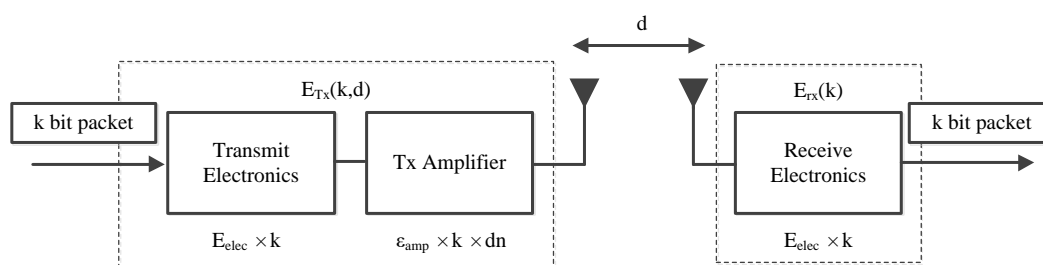 d
E_Tx(k,d)
E_rx(k)
k bit packet
k bit packet
Transmit
Electronics
Tx Amplifier
Receive
Electronics
E_elec × k
ε_amp × k × dn
E_elec × k